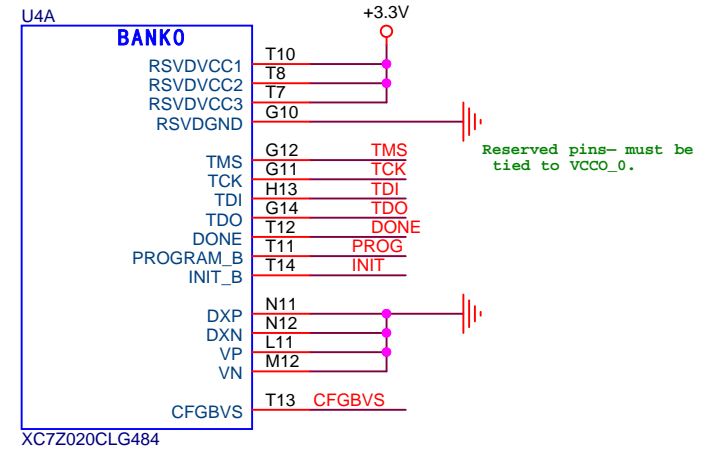 U4A
+3.3V
BANK0
RSVDVCC1 T10
RSVDVCC2 T8
RSVDVCC3 T7
RSVDGND G10
Reserved pins— must be
tied to VCCO_0.
TMS G12 TMS
TCK G11 TCK
TDI H13 TDI
TDO G14 TDO
DONE T12 DONE
PROGRAM_B T11 PROG
INIT_B T14 INIT
DXP N11
DXN N12
VP L11
VN M12
CFGBVS T13 CFGBVS
XC7Z020CLG484